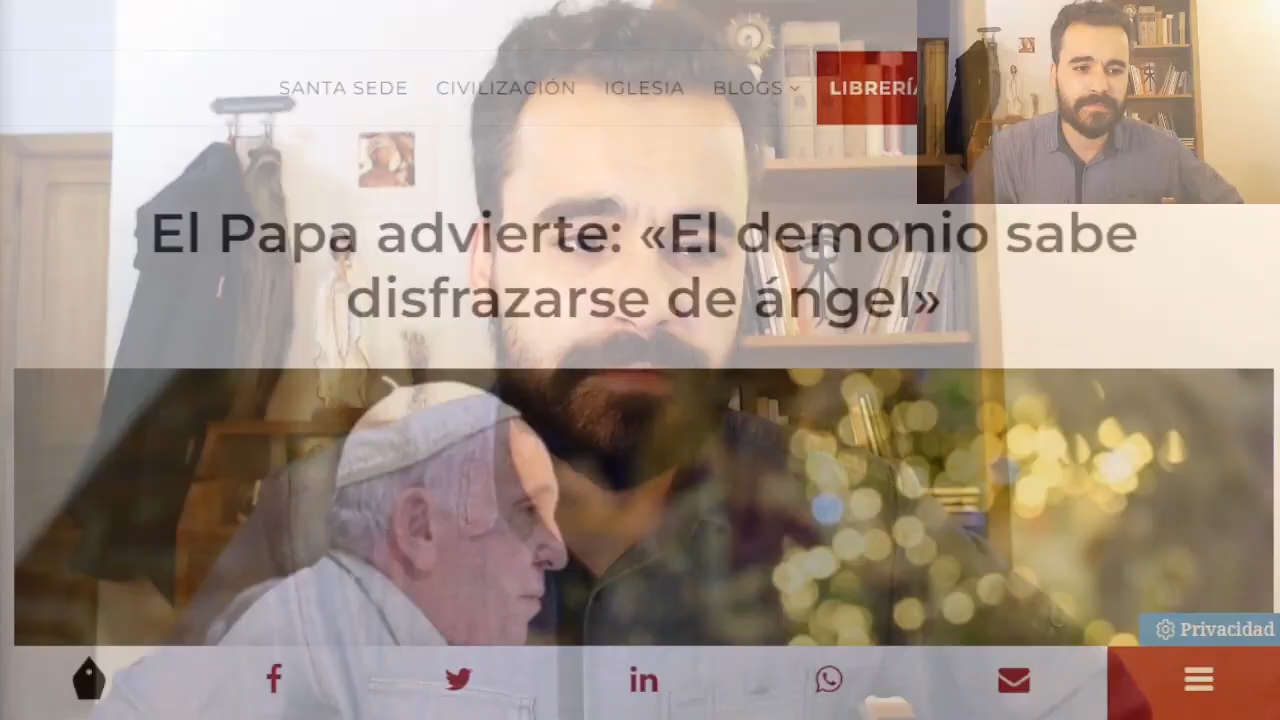 SANTA SEDE CIVILIZACIÓN IGLESIA BLOGS LIBRERÍA
El Papa advierte: «El demonio sabe
disfrazarse de ángel»
Privacidad